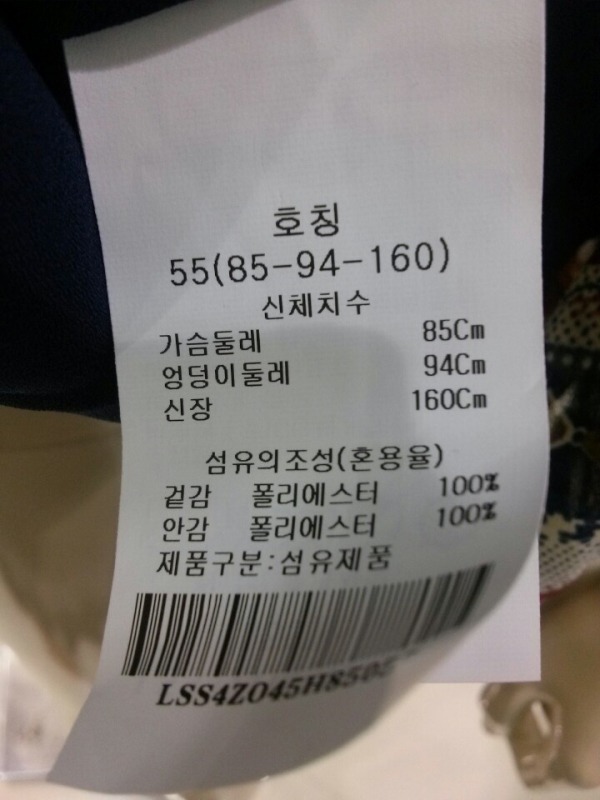 호칭
55(85-94-160)
신체치수
가슴둘레 85Cm
엉덩이둘레 94Cm
신장 160Cm
섬유의조성(혼용율)
겉감 폴리에스터 100%
안감 폴리에스터 100%
제품구분:섬유제품